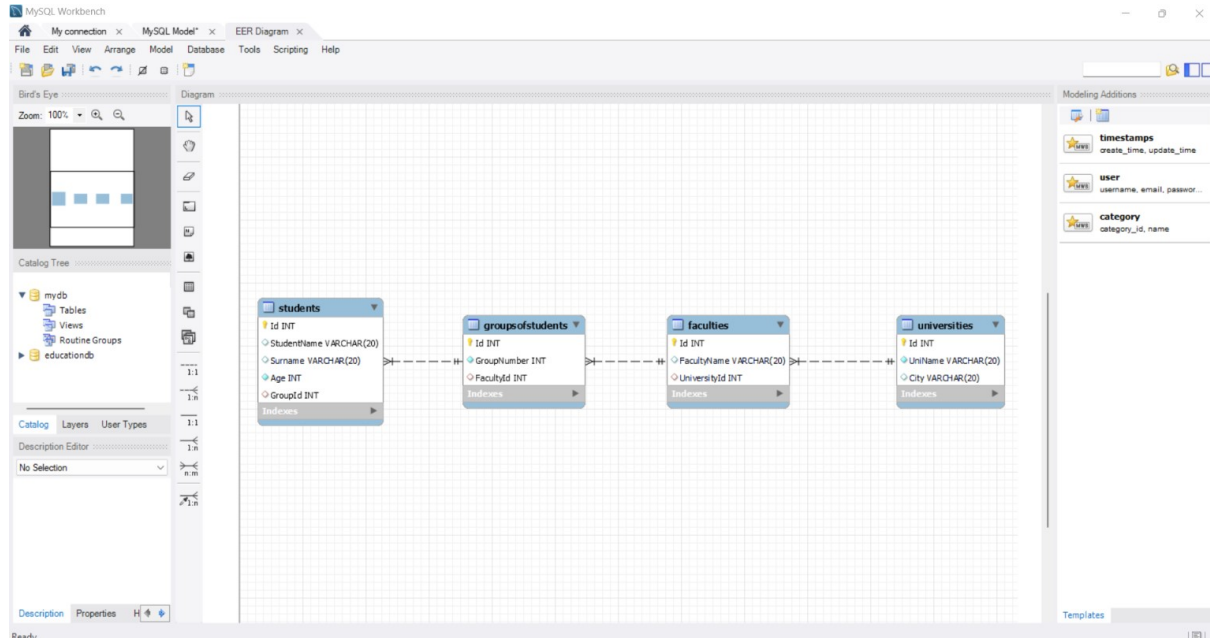 MySQL Workbench
My connection × MySQL Model* × EER Diagram ×
File Edit View Arrange Model Database Tools Scripting Help
Bird's Eye
Zoom: 100%
Catalog Tree
mydb
Tables
Views
Routine Groups
educationdb
Catalog Layers User Types
Description Editor
No Selection
Description Properties H
Ready
Diagram
1:1
1:n
1:1
1:n
n:m
1:n
students
Id INT
StudentName VARCHAR(20)
Surname VARCHAR(20)
Age INT
GroupId INT
Indexes
groupsofstudents
Id INT
GroupNumber INT
FacultyId INT
Indexes
faculties
Id INT
FacultyName VARCHAR(20)
UniversityId INT
Indexes
universities
Id INT
UniName VARCHAR(20)
City VARCHAR(20)
Indexes
Modeling Additions
timestamps
create_time, update_time
user
username, email, passwor...
category
category_id, name
Templates